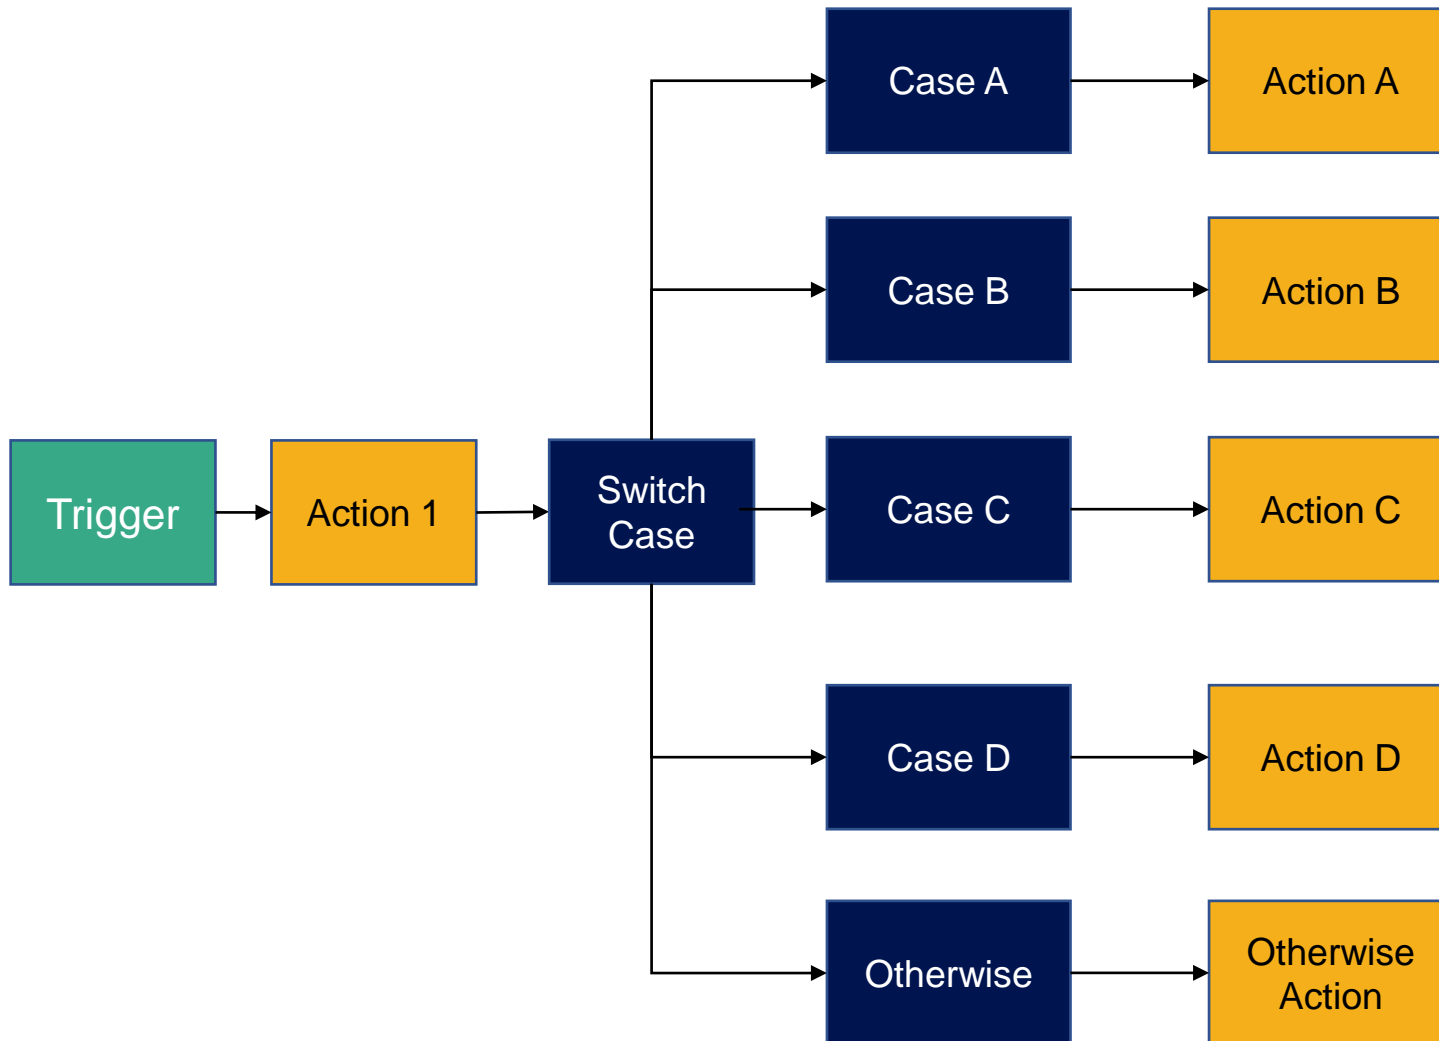 Case A
Action A
Case B
Action B
Trigger
Action 1
Switch
Case
Case C
Action C
Case D
Action D
Otherwise
Otherwise
Action